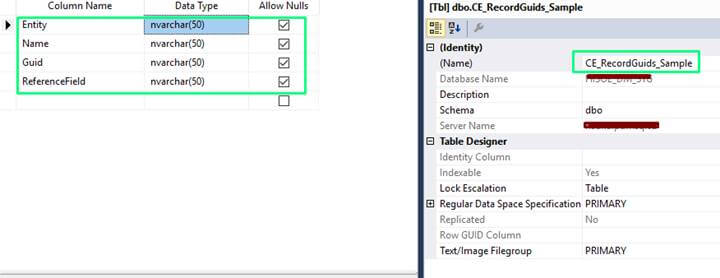 Column Name Data Type Allow Nulls
Entity nvarchar(50)
Name nvarchar(50)
Guid nvarchar(50)
ReferenceField nvarchar(50)
[Tbl] dbo.CE_RecordGuids_Sample
(Identity)
(Name) CE_RecordGuids_Sample
Database Name
Description
Schema dbo
Server Name
Table Designer
Identity Column
Indexable Yes
Lock Escalation Table
Regular Data Space Specification PRIMARY
Replicated No
Row GUID Column
Text/Image Filegroup PRIMARY